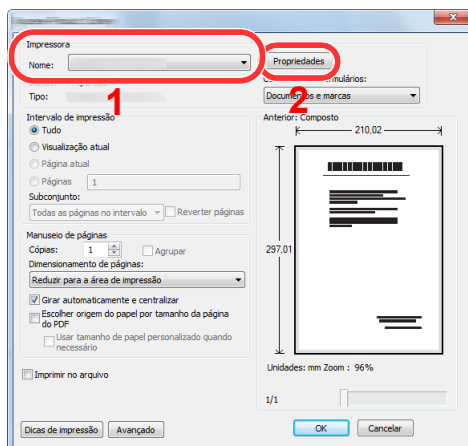 Impressora
Nome:
Propriedades
Tipo:
1
2
Documentos e marcas
Intervalo de impressão
Tudo
Visualização atual
Página atual
Páginas
1
Subconjunto:
Todas as páginas no intervalo
Reverter páginas
Manuseio de páginas
Cópias:
1
Agrupar
Dimensionamento de páginas:
Reduzir para a área de impressão
Girar automaticamente e centralizar
Escolher origem do papel por tamanho da página
do PDF
Usar tamanho de papel personalizado quando
necessário
Imprimir no arquivo
Anterior: Composto
210,02
297,01
Unidades: mm Zoom : 96%
1/1
Dicas de impressão
Avançado
OK
Cancelar